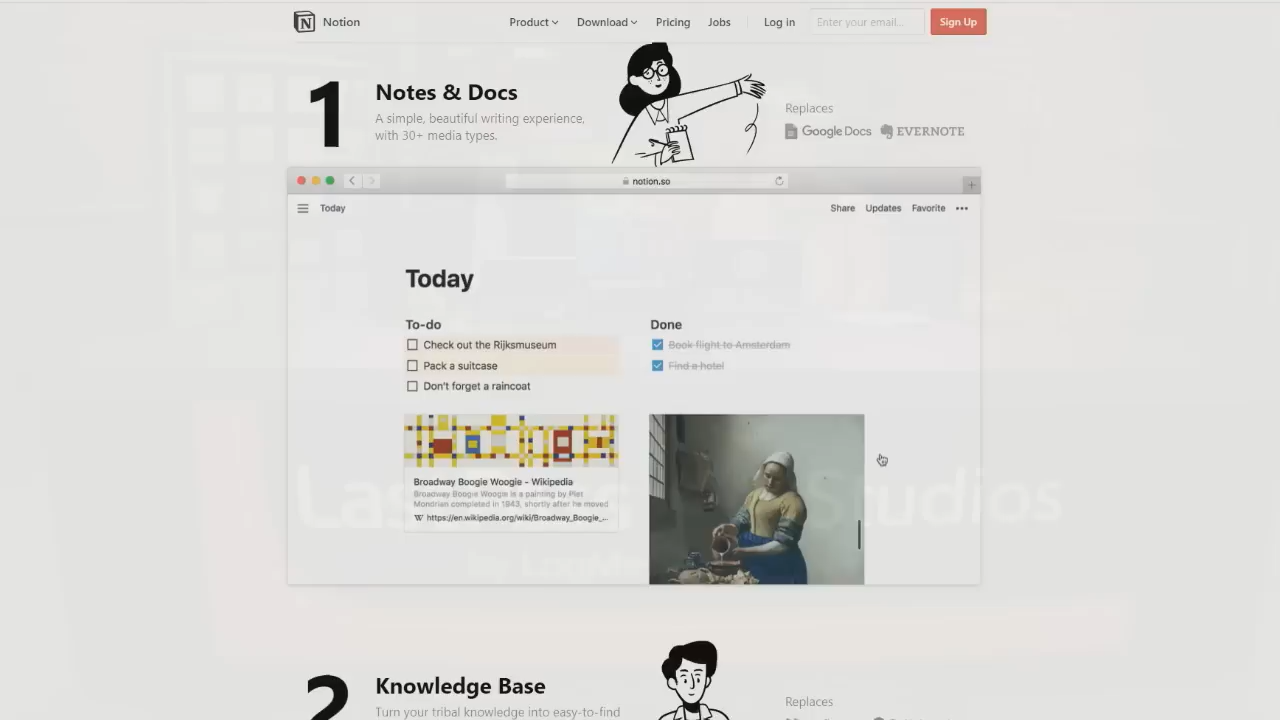 Notion
Product
Download
Pricing
Jobs
Log in
Enter your email...
Sign Up
1
Notes & Docs
A simple, beautiful writing experience,
with 30+ media types.
Replaces
Google Docs
EVERNOTE
notion.so
Today
Share
Updates
Favorite
Today
To-do
Check out the Rijksmuseum
Pack a suitcase
Don't forget a raincoat
Done
Book flight to Amsterdam
Find a hotel
Broadway Boogie Woogie - Wikipedia
Broadway Boogie Woogie is a painting by Piet
Mondrian completed in 1943, shortly after he moved
W https://en.wikipedia.org/wiki/Broadway_Boogie_...
Studios
2
Knowledge Base
Turn your tribal knowledge into easy-to-find
Replaces